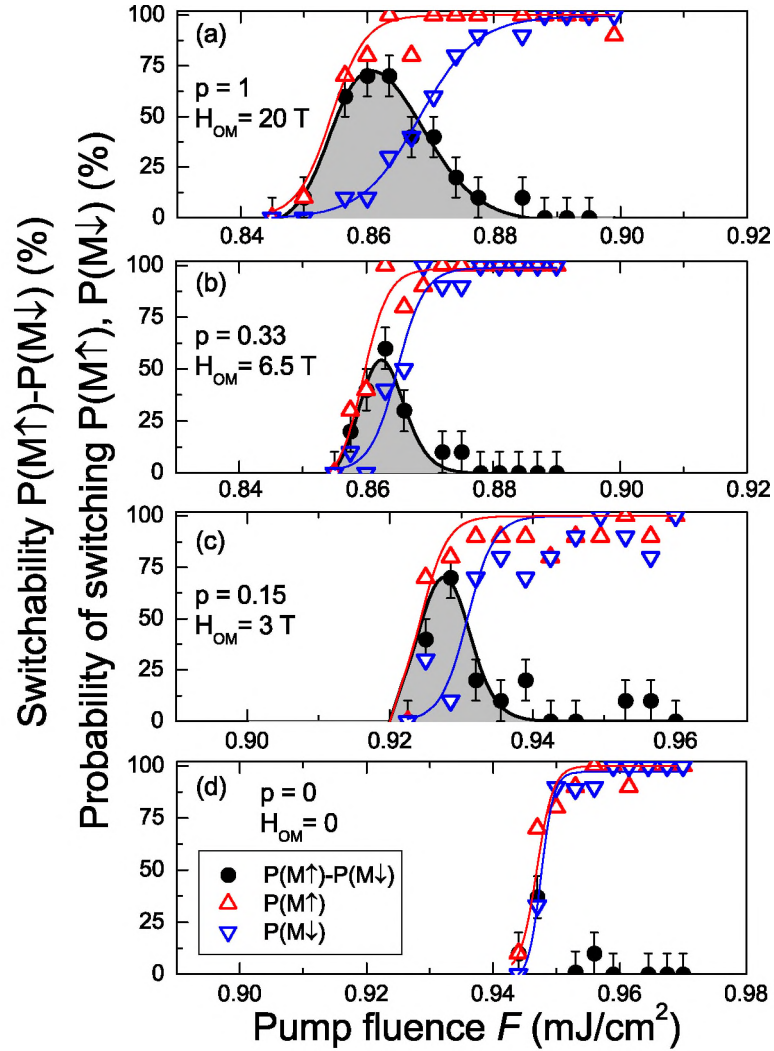 Switchability P(M↑)-P(M↓) (%)
Probability of switching P(M↑), P(M↓) (%)
100
75
50
25
0
(a)
p = 1
H_OM = 20 T
0.84 0.86 0.88 0.90 0.92
100
75
50
25
0
(b)
p = 0.33
H_OM = 6.5 T
0.84 0.86 0.88 0.90 0.92
100
75
50
25
0
(c)
p = 0.15
H_OM = 3 T
0.90 0.92 0.94 0.96
100
75
50
25
0
(d)
p = 0
H_OM = 0
P(M↑)-P(M↓)
P(M↑)
P(M↓)
0.90 0.92 0.94 0.96 0.98
Pump fluence F (mJ/cm²)